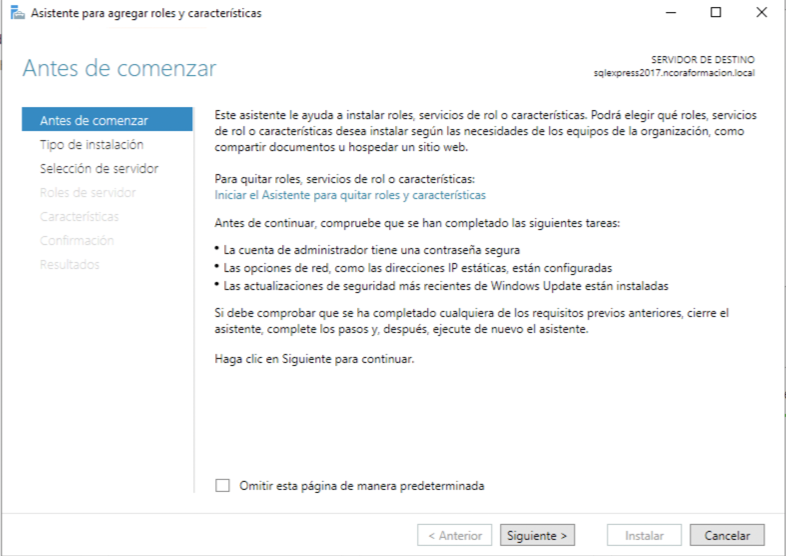 Asistente para agregar roles y características
Antes de comenzar
SERVIDOR DE DESTINO
sqlexpress2017.ncoraformacion.local
Antes de comenzar
Tipo de instalación
Selección de servidor
Roles de servidor
Características
Confirmación
Resultados
Este asistente le ayuda a instalar roles, servicios de rol o características. Podrá elegir qué roles, servicios
de rol o características desea instalar según las necesidades de los equipos de la organización, como
compartir documentos u hospedar un sitio web.
Para quitar roles, servicios de rol o características:
Iniciar el Asistente para quitar roles y características
Antes de continuar, compruebe que se han completado las siguientes tareas:
• La cuenta de administrador tiene una contraseña segura
• Las opciones de red, como las direcciones IP estáticas, están configuradas
• Las actualizaciones de seguridad más recientes de Windows Update están instaladas
Si debe comprobar que se ha completado cualquiera de los requisitos previos anteriores, cierre el
asistente, complete los pasos y, después, ejecute de nuevo el asistente.
Haga clic en Siguiente para continuar.
Omitir esta página de manera predeterminada
< Anterior
Siguiente >
Instalar
Cancelar